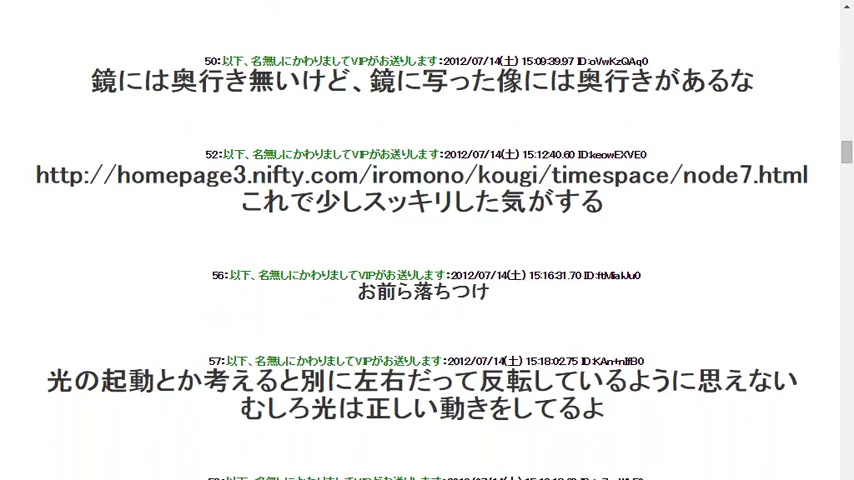 50：以下、名無しにかわりましてVIPがお送りします：2012/07/14(土) 15:09:39.97 ID:oVwKzQAq0
鏡には奥行き無いけど、鏡に写った像には奥行きがあるな
52：以下、名無しにかわりましてVIPがお送りします：2012/07/14(土) 15:12:40.60 ID:keowEXVE0
http://homepage3.nifty.com/iromono/kougi/timespace/node7.html
これで少しスッキリした気がする
56：以下、名無しにかわりましてVIPがお送りします：2012/07/14(土) 15:16:31.70
お前ら落ちつけ
57：以下、名無しにかわりましてVIPがお送りします：2012/07/14(土) 15:18:02.75
光の起動とか考えると別に左右だって反転しているように思えない
むしろ光は正しい動きをしてるよ